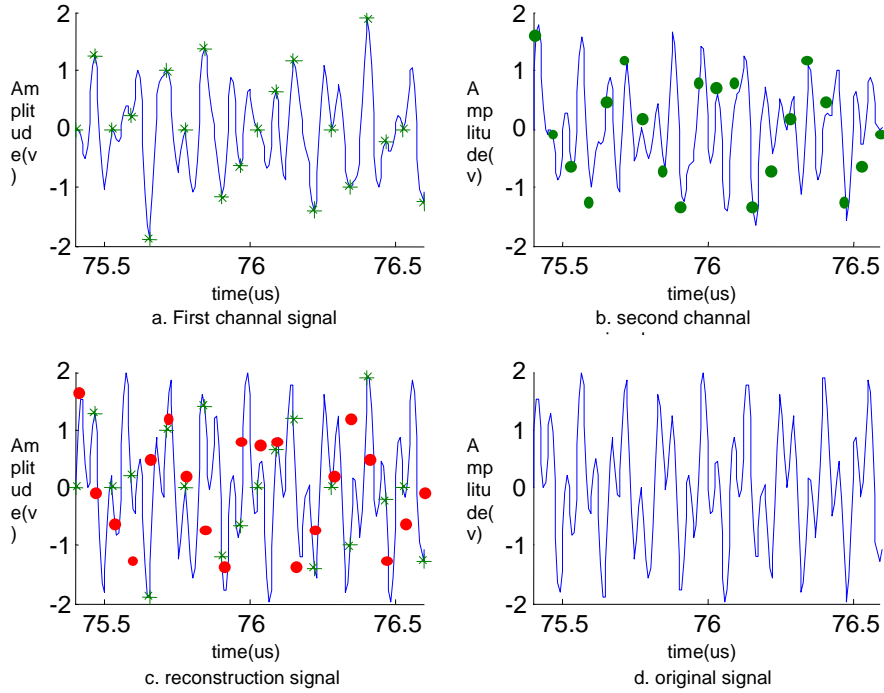 2
1
0
-1
-2
Am
plit
ud
e(v
)
75.5 76 76.5
time(us)
a. First channal signal
2
1
0
-1
-2
A
mp
litu
de(
v)
75.5 76 76.5
time(us)
b. second channal
2
1
0
-1
-2
Am
plit
ud
e(v
)
75.5 76 76.5
time(us)
c. reconstruction signal
2
1
0
-1
-2
A
mp
litu
de(
v)
75.5 76 76.5
time(us)
d. original signal